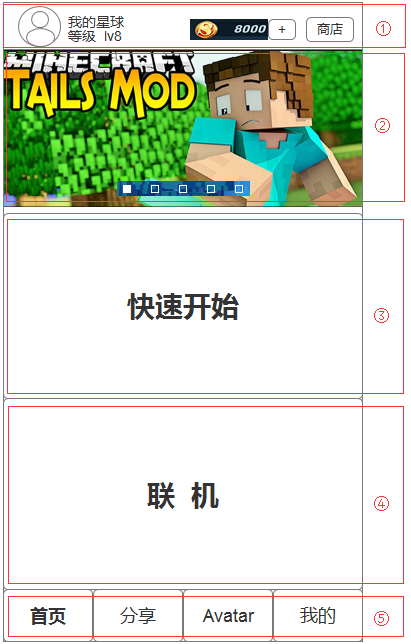 我的星球
等级 lv8
8000
+
商店
①
MINECRAFT
TAILS MOD
②
快速开始
③
联 机
④
首页
分享
Avatar
我的
⑤